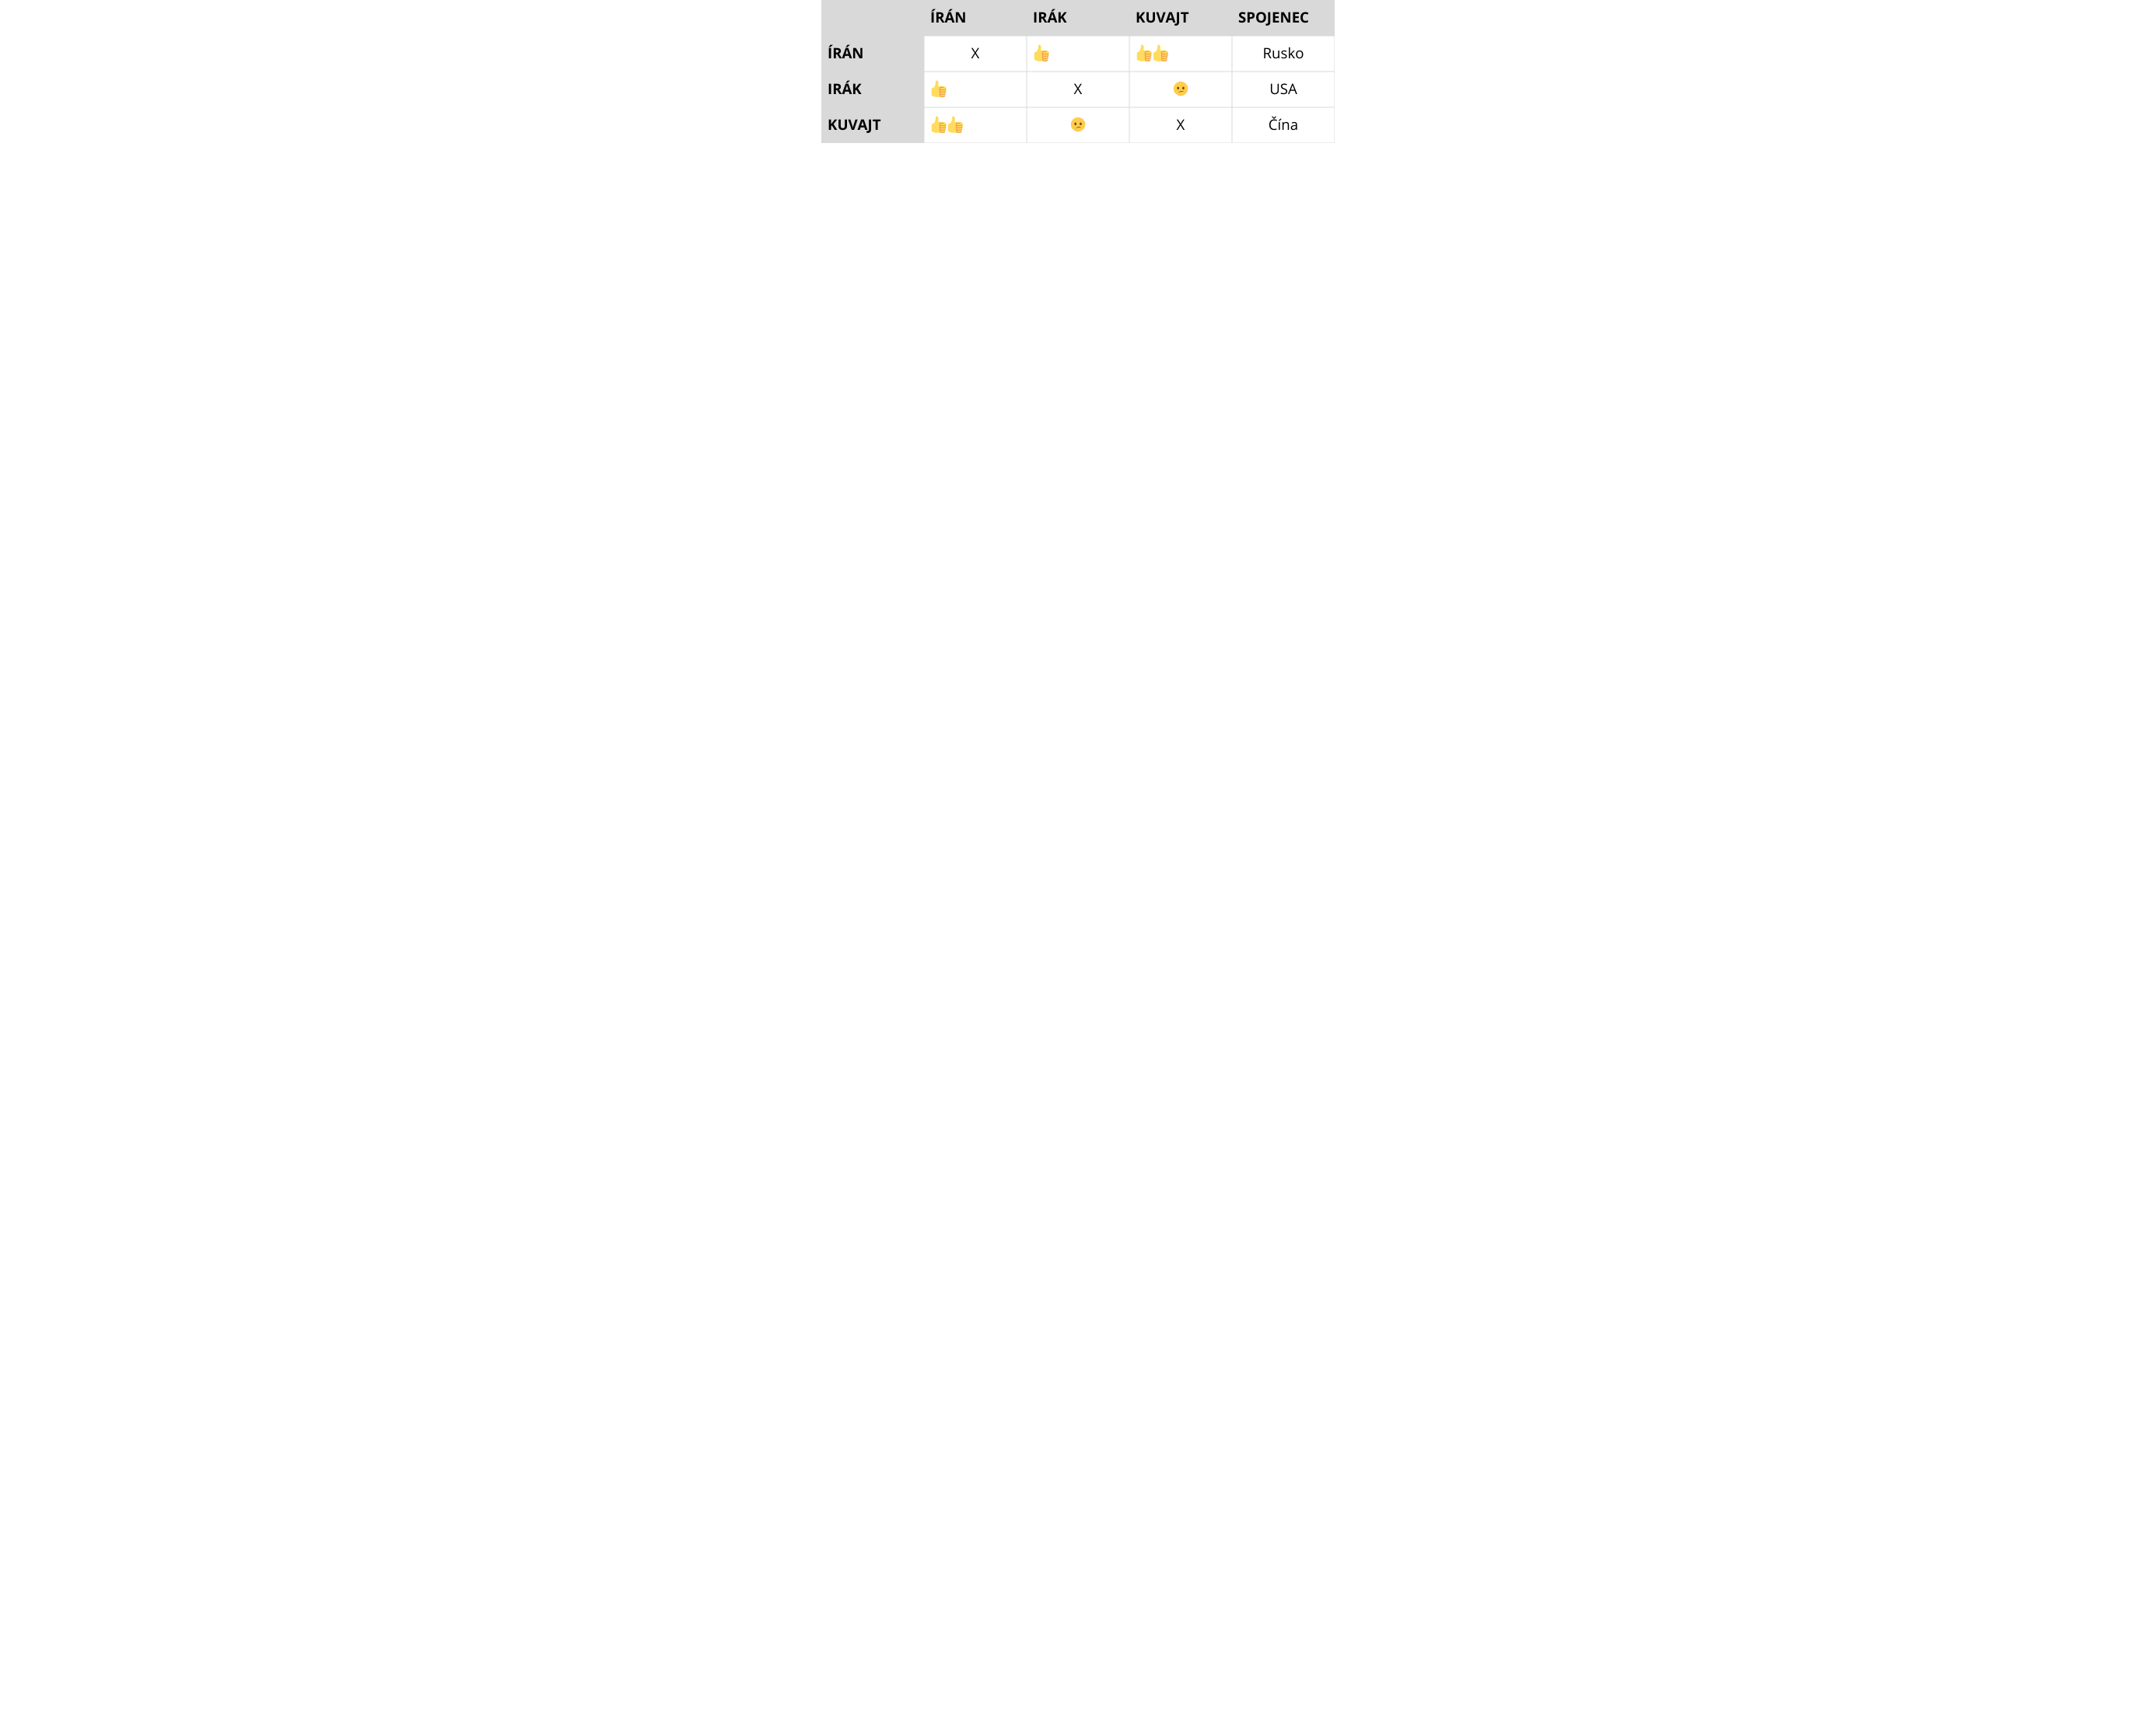 ÍRÁN IRÁK KUVAJT SPOJENEC
ÍRÁN X 👍 👍👍 Rusko
IRÁK 👍 X 🫤 USA
KUVAJT 👍👍 🫤 X Čína